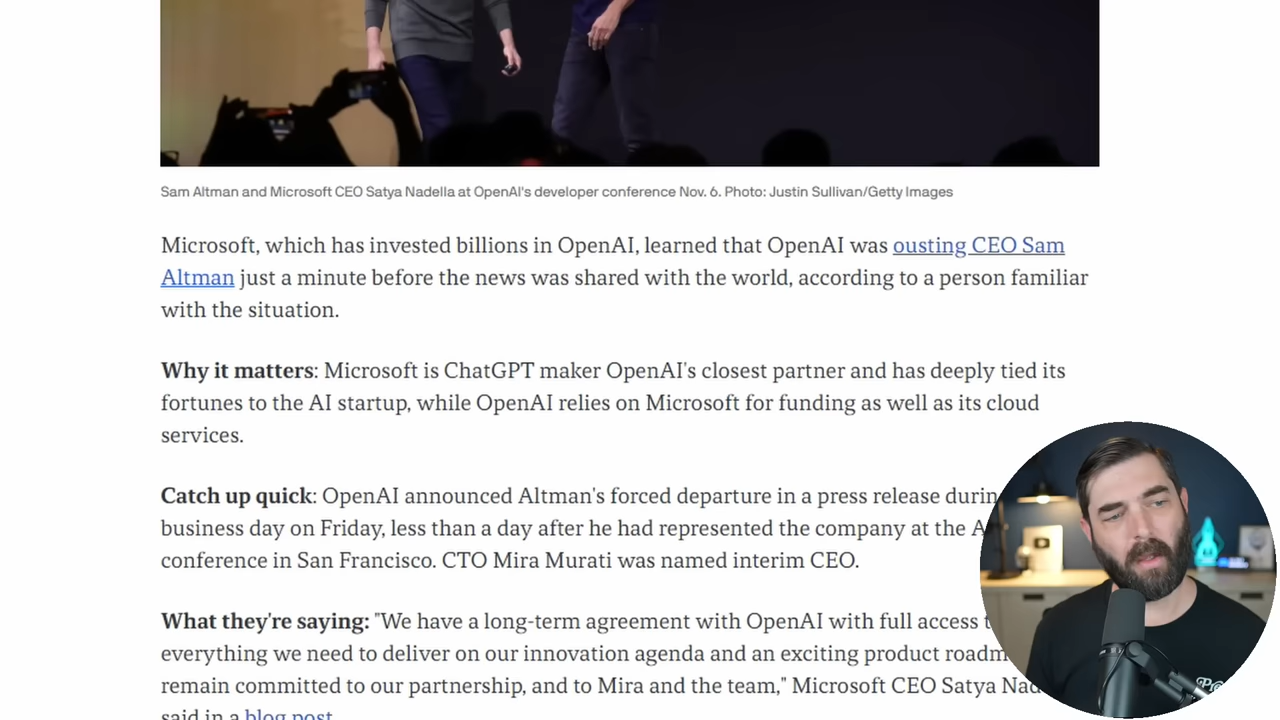 Sam Altman and Microsoft CEO Satya Nadella at OpenAI's developer conference Nov. 6. Photo: Justin Sullivan/Getty Images
Microsoft, which has invested billions in OpenAI, learned that OpenAI was ousting CEO Sam
Altman just a minute before the news was shared with the world, according to a person familiar
with the situation.
Why it matters: Microsoft is ChatGPT maker OpenAI's closest partner and has deeply tied its
fortunes to the AI startup, while OpenAI relies on Microsoft for funding as well as its cloud
services.
Catch up quick: OpenAI announced Altman's forced departure in a press release
business day on Friday, less than a day after he had represented the company at the
conference in San Francisco. CTO Mira Murati was named interim CEO.
What they're saying: "We have a long-term agreement with OpenAI with full access
everything we need to deliver on our innovation agenda and an exciting product
remain committed to our partnership, and to Mira and the team," Microsoft CEO Satya
said in a blog post